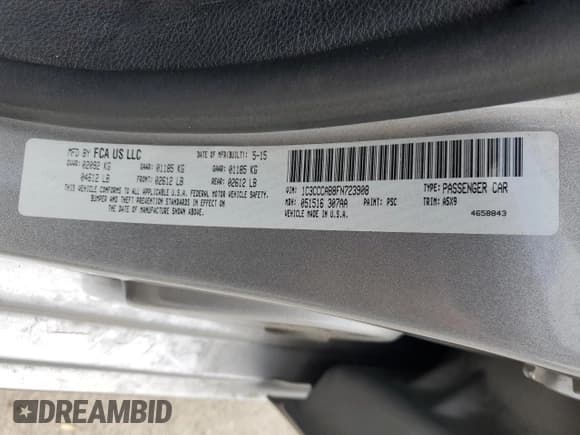 MFD BY FCA US LLC DATE OF MFR(BUILT): 5-15
GVWR: 02092 KG GAWR: 01185 KG GAWR: 01185 KG
04612 LB FRONT: 02612 LB REAR: 02612 LB
THIS VEHICLE CONFORMS TO ALL APPLICABLE U.S.A. FEDERAL MOTOR VEHICLE SAFETY,
BUMPER AND THEFT PREVENTION STANDARDS IN EFFECT ON
THE DATE OF MANUFACTURE SHOWN ABOVE.
VIN: 1C3CCCAB8FN723908 TYPE: PASSENGER CAR
MDH: 051516 307AA PAINT: PSC TRIM: A5X9
VEHICLE MADE IN U.S.A. 4658843
DREAMBID